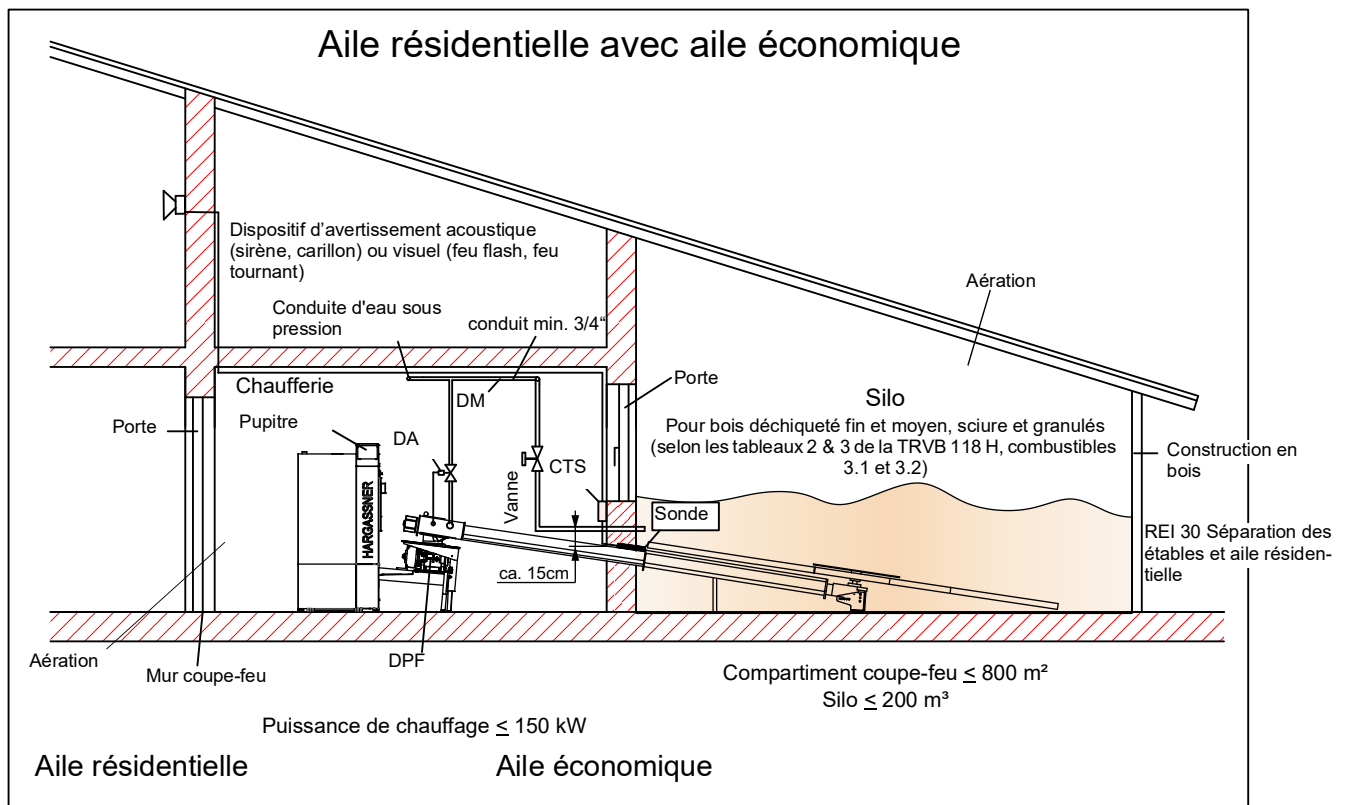 Aile résidentielle avec aile économique
Dispositif d'avertissement acoustique
(sirène, carillon) ou visuel (feu flash, feu
tournant)
Aération
Conduite d'eau sous
pression
conduit min. 3/4“
Chaufferie
Porte
Silo
DM
Pupitre
Porte
DA
Pour bois déchiqueté fin et moyen, sciure et granulés
(selon les tableaux 2 & 3 de la TRVB 118 H, combustibles
3.1 et 3.2)
Construction en
bois
CTS
Vanne
Sonde
HARGASSNER
REI 30 Séparation des
étables et aile résiden-
tielle
ca. 15cm
Aération
Mur coupe-feu
DPF
Compartiment coupe-feu ≤ 800 m²
Silo ≤ 200 m³
Puissance de chauffage ≤ 150 kW
Aile résidentielle
Aile économique